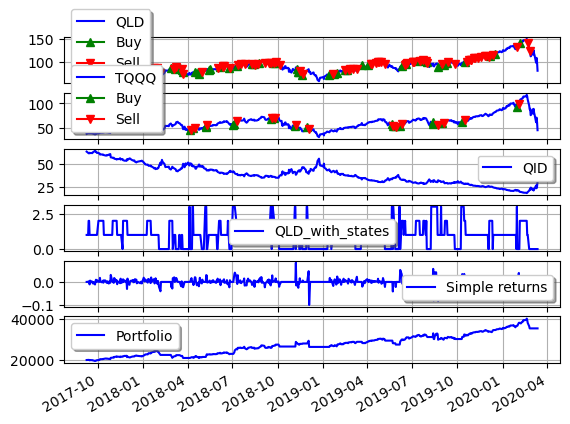 QLD
Buy
Sell
150
100
TQQQ
Buy
Sell
100
50
QID
50
25
QLD_with_states
2.5
0.0
Simple returns
0.0
−0.1
Portfolio
40000
20000
2017-10
2018-01
2018-04
2018-07
2018-10
2019-01
2019-04
2019-07
2019-10
2020-01
2020-04